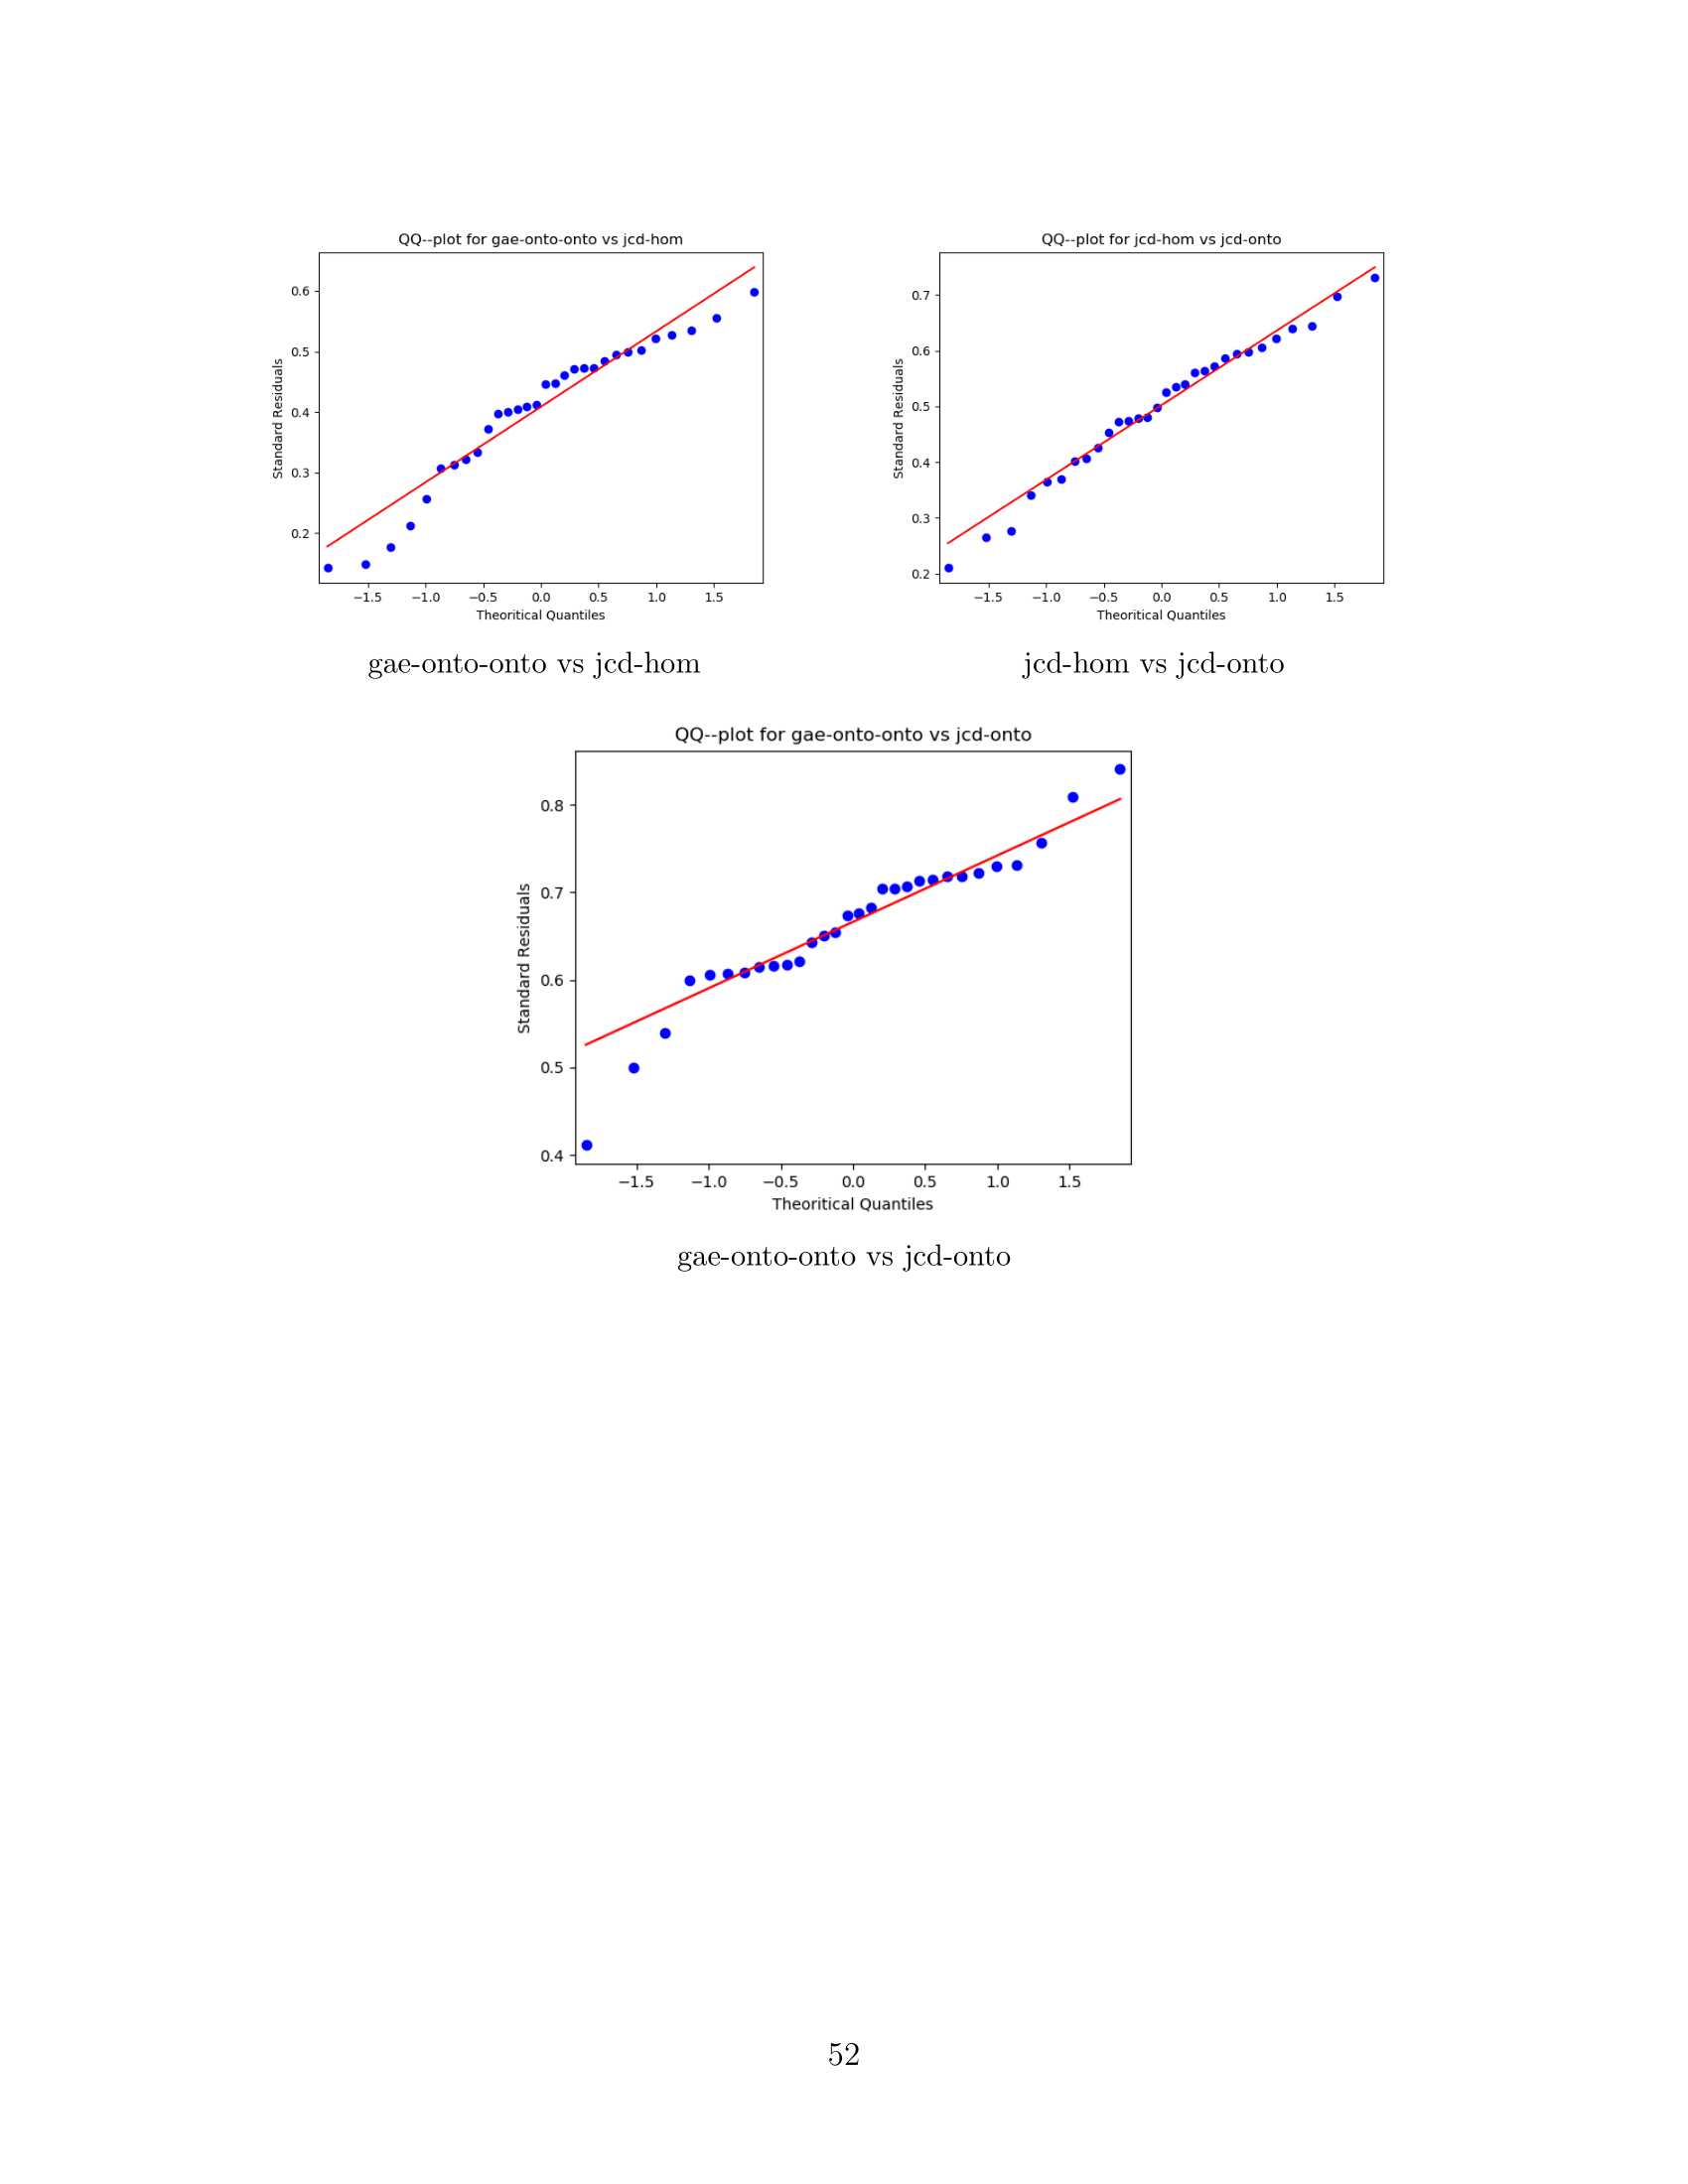 QQ--plot for gae-onto-onto vs jcd-hom
0.6
0.5
0.4
0.3
0.2
Standard Residuals
−1.5 −1.0 −0.5 0.0 0.5 1.0 1.5
Theoritical Quantiles
gae-onto-onto vs jcd-hom
QQ--plot for jcd-hom vs jcd-onto
0.7
0.6
0.5
0.4
0.3
0.2
Standard Residuals
−1.5 −1.0 −0.5 0.0 0.5 1.0 1.5
Theoritical Quantiles
jcd-hom vs jcd-onto
QQ--plot for gae-onto-onto vs jcd-onto
0.8
0.7
0.6
0.5
0.4
Standard Residuals
−1.5 −1.0 −0.5 0.0 0.5 1.0 1.5
Theoritical Quantiles
gae-onto-onto vs jcd-onto
52